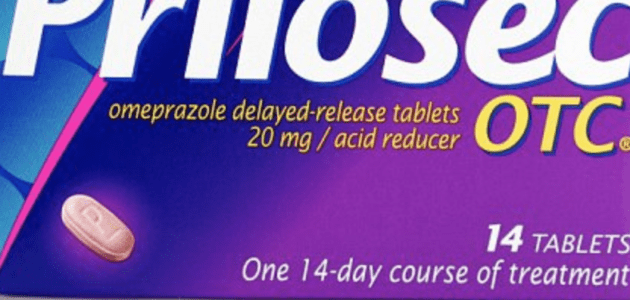 Prilosec
omeprazole delayed-release tablets
20 mg / acid reducer
OTC®
14 TABLETS
One 14-day course of treatment